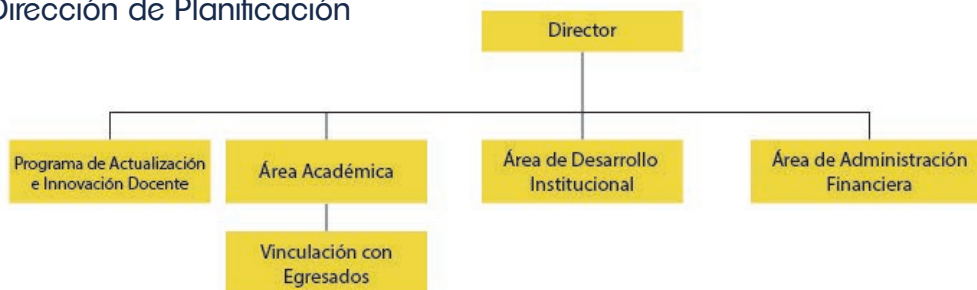 Dirección de Planificación
Director
Programa de Actualización
e Innovación Docente
Área Académica
Área de Desarrollo
Institucional
Área de Administración
Financiera
Vinculación con
Egresados